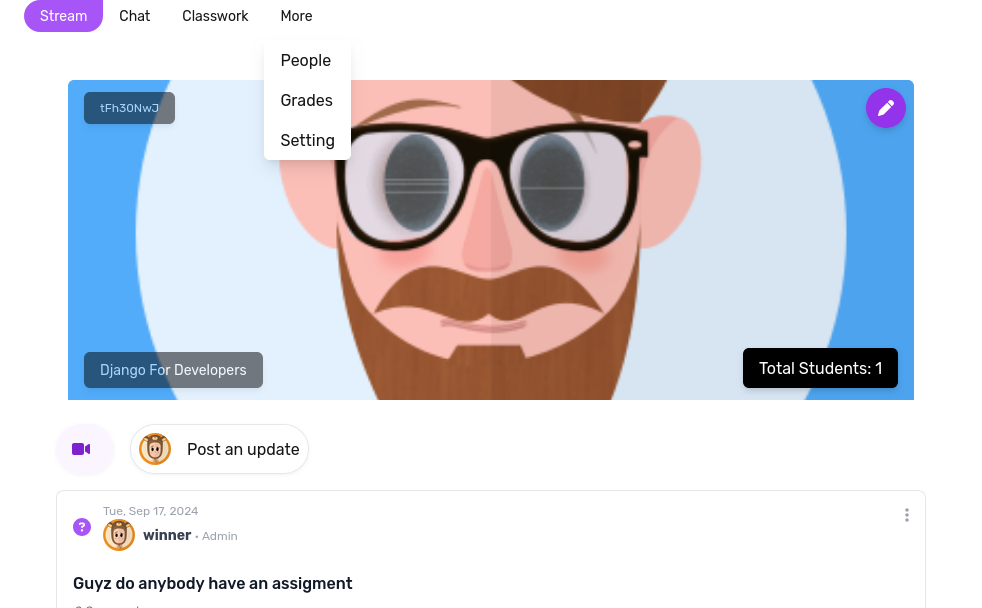 Stream Chat Classwork More
People
Grades
Setting
tFh30NwJ
Django For Developers
Total Students: 1
Post an update
Tue, Sep 17, 2024
?
winner • Admin
Guyz do anybody have an assigment